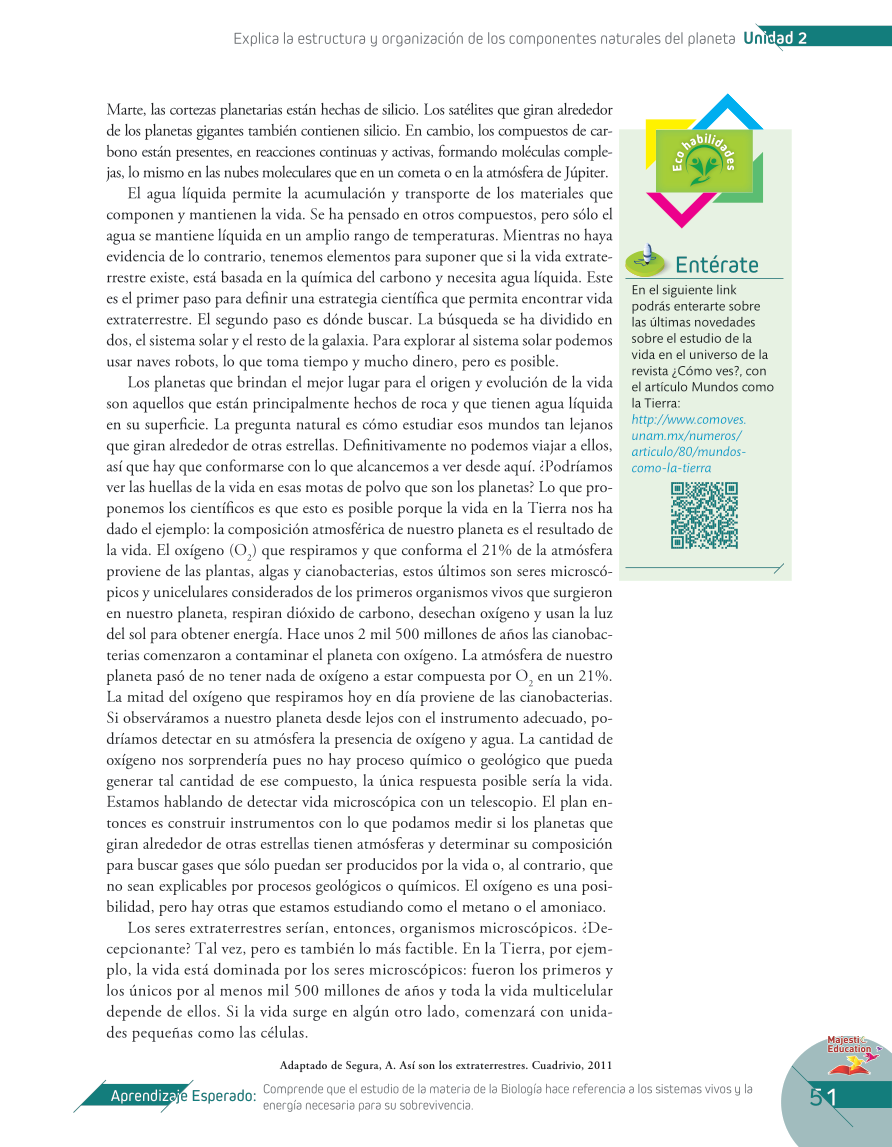 Explica la estructura y organización de los componentes naturales del planeta Unidad 2
Marte, las cortezas planetarias están hechas de silicio. Los satélites que giran alrededor
de los planetas gigantes también contienen silicio. En cambio, los compuestos de car-
bono están presentes, en reacciones continuas y activas, formando moléculas comple-
jas, lo mismo en las nubes moleculares que en un cometa o en la atmósfera de Júpiter.
El agua líquida permite la acumulación y transporte de los materiales que
componen y mantienen la vida. Se ha pensado en otros compuestos, pero sólo el
agua se mantiene líquida en un amplio rango de temperaturas. Mientras no haya
evidencia de lo contrario, tenemos elementos para suponer que si la vida extrate-
rrestre existe, está basada en la química del carbono y necesita agua líquida. Este
es el primer paso para definir una estrategia científica que permita encontrar vida
extraterrestre. El segundo paso es dónde buscar. La búsqueda se ha dividido en
dos, el sistema solar y el resto de la galaxia. Para explorar al sistema solar podemos
usar naves robots, lo que toma tiempo y mucho dinero, pero es posible.
Los planetas que brindan el mejor lugar para el origen y evolución de la vida
son aquellos que están principalmente hechos de roca y que tienen agua líquida
en su superficie. La pregunta natural es cómo estudiar esos mundos tan lejanos
que giran alrededor de otras estrellas. Definitivamente no podemos viajar a ellos,
así que hay que conformarse con lo que alcancemos a ver desde aquí. ¿Podríamos
ver las huellas de la vida en esas motas de polvo que son los planetas? Lo que pro-
ponemos los científicos es que esto es posible porque la vida en la Tierra nos ha
dado el ejemplo: la composición atmosférica de nuestro planeta es el resultado de
la vida. El oxígeno (O2) que respiramos y que conforma el 21% de la atmósfera
proviene de las plantas, algas y cianobacterias, estos últimos son seres microscó-
picos y unicelulares considerados de los primeros organismos vivos que surgieron
en nuestro planeta, respiran dióxido de carbono, desechan oxígeno y usan la luz
del sol para obtener energía. Hace unos 2 mil 500 millones de años las cianobac-
terias comenzaron a contaminar el planeta con oxígeno. La atmósfera de nuestro
planeta pasó de no tener nada de oxígeno a estar compuesta por O2 en un 21%.
La mitad del oxígeno que respiramos hoy en día proviene de las cianobacterias.
Si observáramos a nuestro planeta desde lejos con el instrumento adecuado, po-
dríamos detectar en su atmósfera la presencia de oxígeno y agua. La cantidad de
oxígeno nos sorprendería pues no hay proceso químico o geológico que pueda
generar tal cantidad de ese compuesto, la única respuesta posible sería la vida.
Estamos hablando de detectar vida microscópica con un telescopio. El plan en-
tonces es construir instrumentos con lo que podamos medir si los planetas que
giran alrededor de otras estrellas tienen atmósferas y determinar su composición
para buscar gases que sólo puedan ser producidos por la vida o, al contrario, que
no sean explicables por procesos geológicos o químicos. El oxígeno es una posi-
bilidad, pero hay otras que estamos estudiando como el metano o el amoniaco.
Los seres extraterrestres serían, entonces, organismos microscópicos. ¿De-
cepcionante? Tal vez, pero es también lo más factible. En la Tierra, por ejem-
plo, la vida está dominada por los seres microscópicos: fueron los primeros y
los únicos por al menos mil 500 millones de años y toda la vida multicelular
depende de ellos. Si la vida surge en algún otro lado, comenzará con unida-
des pequeñas como las células.
Adaptado de Segura, A. Así son los extraterrestres. Cuadrivio, 2011
Eco habilidades
Entérate
En el siguiente link
podrás enterarte sobre
las últimas novedades
sobre el estudio de la
vida en el universo de la
revista ¿Cómo ves?, con
el artículo Mundos como
la Tierra:
http://www.comoves.
unam.mx/numeros/
articulo/80/mundos-
como-la-tierra
Aprendizaje Esperado: Comprende que el estudio de la materia de la Biología hace referencia a los sistemas vivos y la
energía necesaria para su sobrevivencia.
Majestic
Education
51